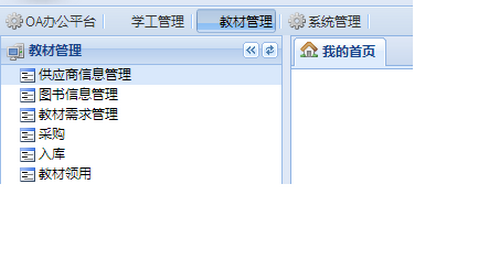 OA办公平台 学工管理 教材管理 系统管理
教材管理
我的首页
供应商信息管理
图书信息管理
教材需求管理
采购
入库
教材领用